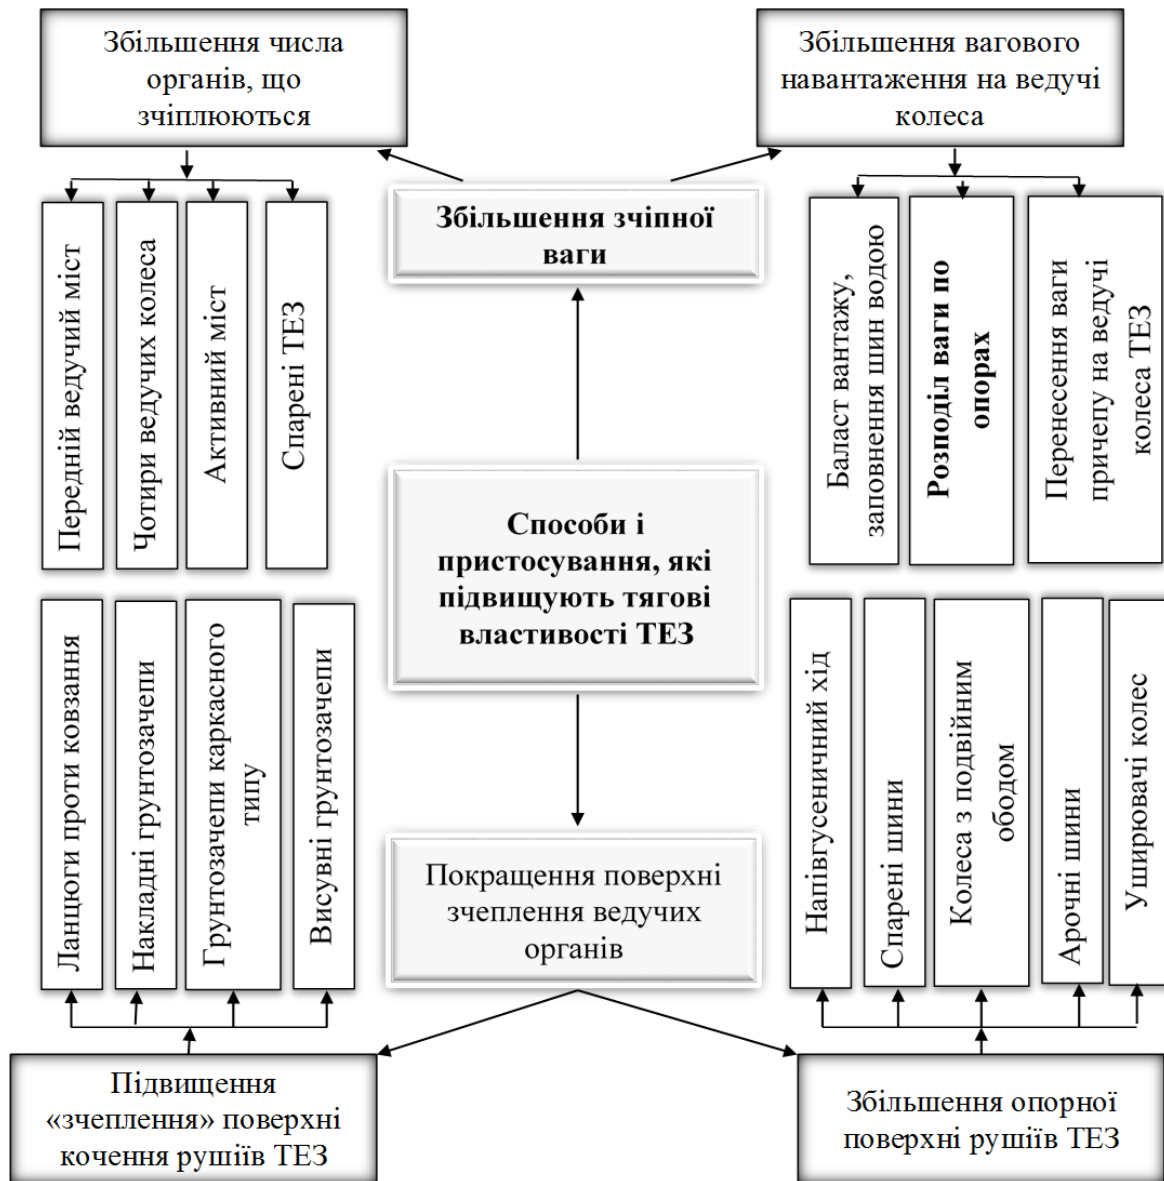 Збільшення числа
органів, що
зчіплюються
Збільшення вагового
навантаження на ведучі
колеса
Збільшення зчіпної
ваги
Передній ведучий міст
Чотири ведучих колеса
Активний міст
Спарені ТЕЗ
Баласт вантажу,
заповнення шин водою
Розподіл ваги по
опорах
Перенесення ваги
причепу на ведучі
колеса ТЕЗ
Способи і
пристосування, які
підвищують тягові
властивості ТЕЗ
Ланцюги проти ковзання
Накладні грунтозачепи
Грунтозачепи каркасного
типу
Висувні грунтозачепи
Напівгусеничний хід
Спарені шини
Колеса з подвійним
ободом
Арочні шини
Уширювачі колес
Покращення поверхні
зчеплення ведучих
органів
Підвищення
«зчеплення» поверхні
кочення рушіїв ТЕЗ
Збільшення опорної
поверхні рушіїв ТЕЗ